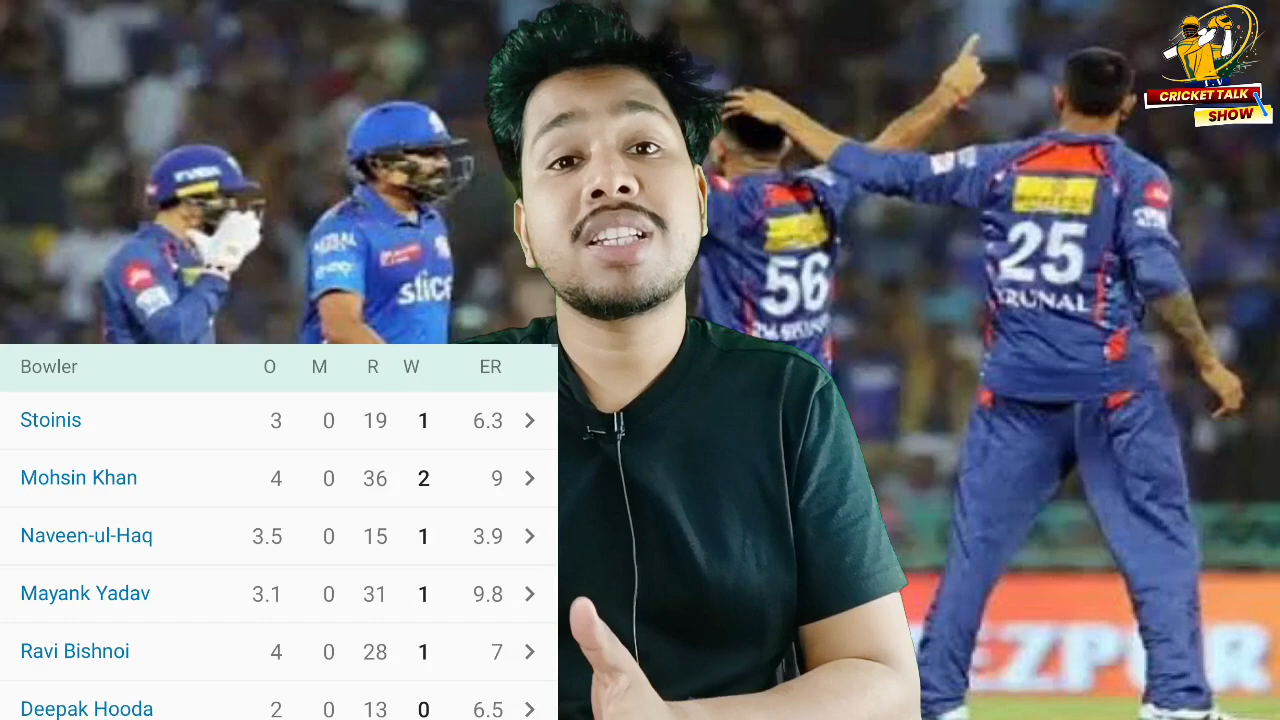 CRICKET TALK
SHOW
56
25
KRUNAL
slice
Bowler O M R W ER
Stoinis 3 0 19 1 6.3
Mohsin Khan 4 0 36 2 9
Naveen-ul-Haq 3.5 0 15 1 3.9
Mayank Yadav 3.1 0 31 1 9.8
Ravi Bishnoi 4 0 28 1 7
Deepak Hooda 2 0 13 0 6.5
EZPUR